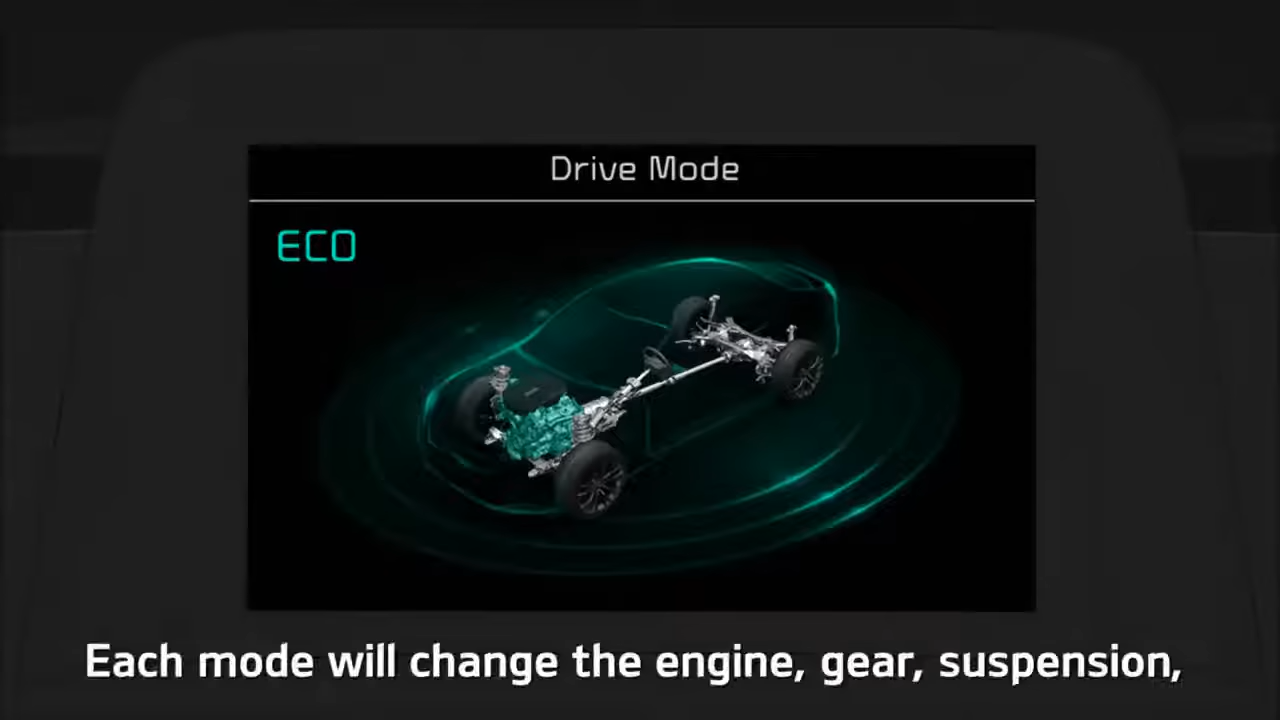 Drive Mode
ECO
Each mode will change the engine, gear, suspension,